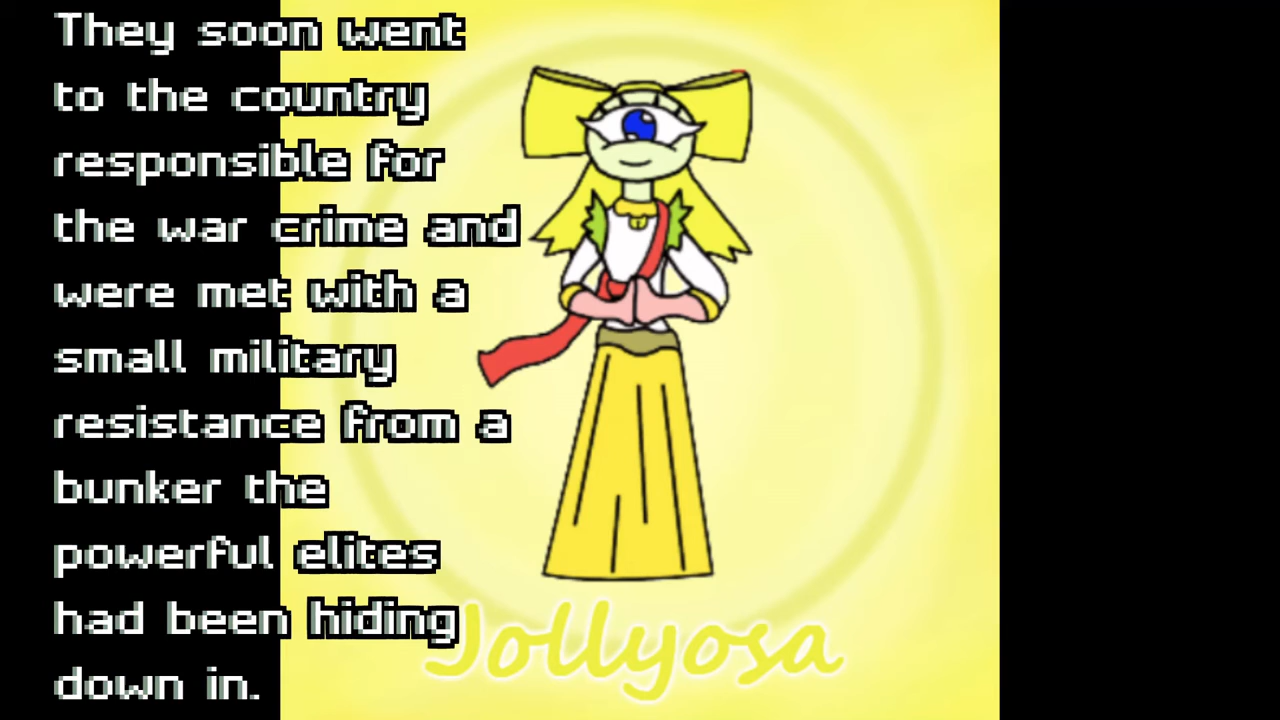 They soon went
to the country
responsible for
the war crime and
were met with a
small military
resistance from a
bunker the
powerful elites
had been hiding
down in.
Jollyosa